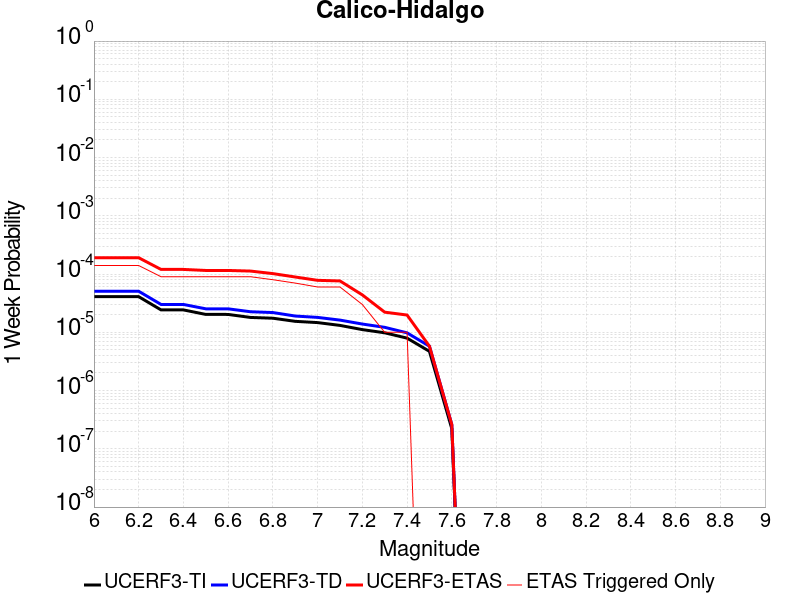 Calico-Hidalgo
10^0
10^-1
10^-2
10^-3
10^-4
10^-5
10^-6
10^-7
10^-8
1 Week Probability
6 6.2 6.4 6.6 6.8 7 7.2 7.4 7.6 7.8 8 8.2 8.4 8.6 8.8 9
Magnitude
UCERF3-TI UCERF3-TD UCERF3-ETAS ETAS Triggered Only